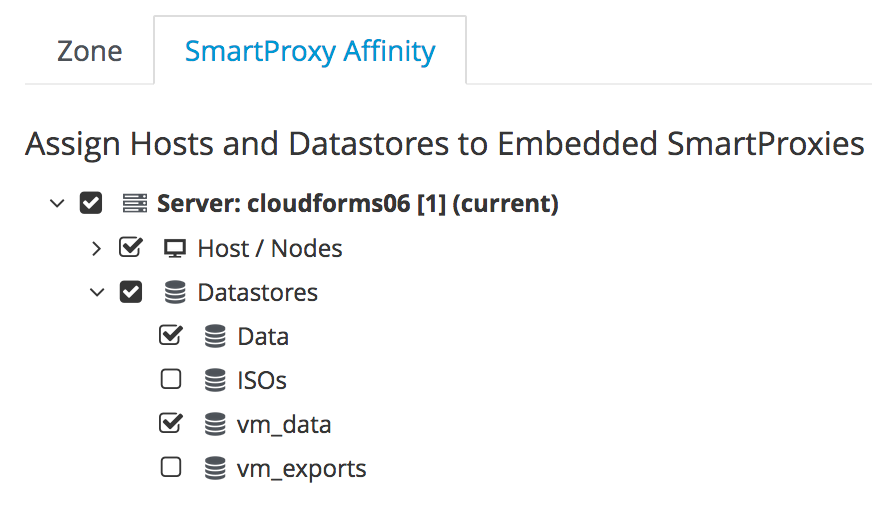 Zone
SmartProxy Affinity
Assign Hosts and Datastores to Embedded SmartProxies
Server: cloudforms06 [1] (current)
Host / Nodes
Datastores
Data
ISOs
vm_data
vm_exports